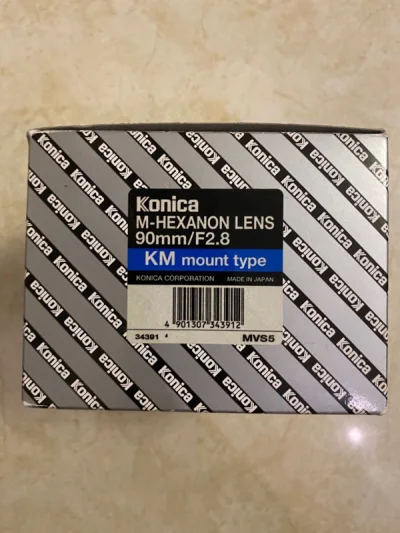 Konica
M-HEXANON LENS
90mm/F2.8
KM mount type
KONICA CORPORATION MADE IN JAPAN
4 901307 343912
34391 MVS5